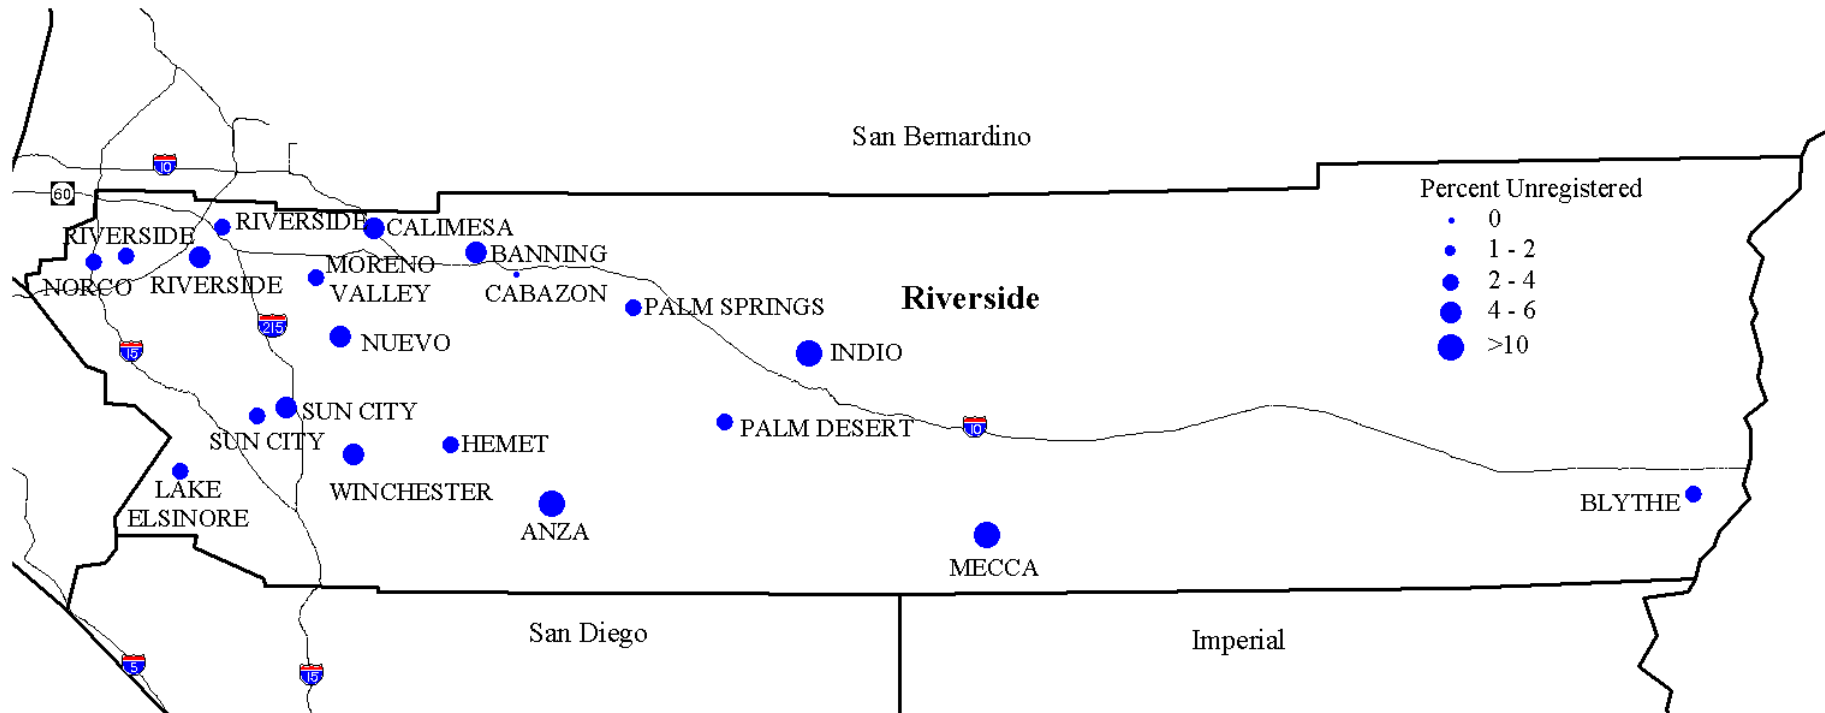 San Bernardino
10
60
Percent Unregistered
0
1 - 2
2 - 4
4 - 6
>10
RIVERSIDE
CALIMESA
RIVERSIDE
BANNING
NORCO
RIVERSIDE
MORENO
VALLEY
CABAZON
PALM SPRINGS
Riverside
215
15
NUEVO
INDIO
SUN CITY
SUN CITY
HEMET
PALM DESERT
10
LAKE
ELSINORE
WINCHESTER
ANZA
MECCA
BLYTHE
San Diego
Imperial
5
15